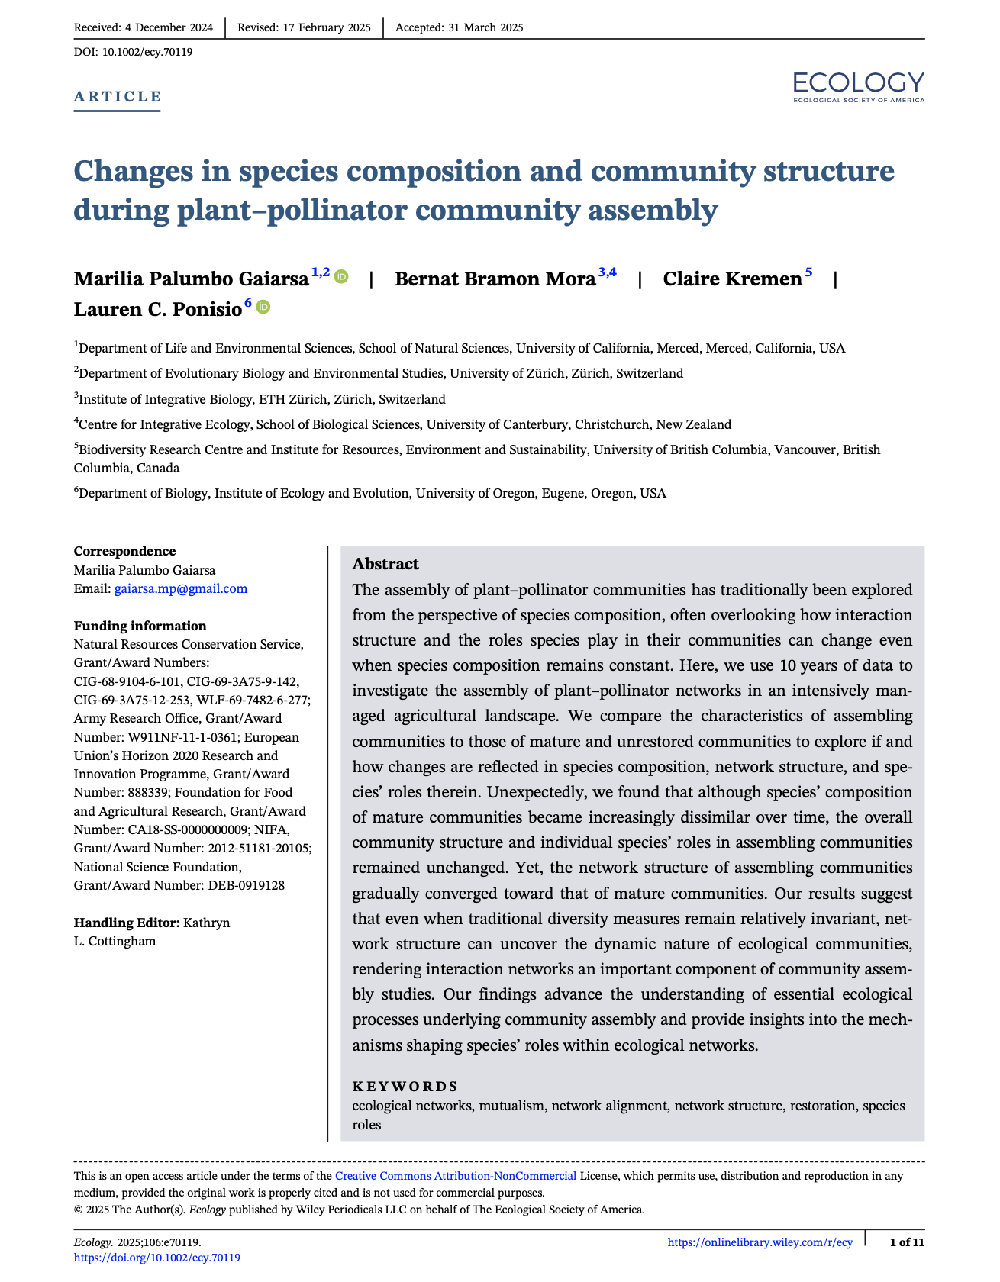 Received: 4 December 2024 | Revised: 17 February 2025 | Accepted: 31 March 2025
DOI: 10.1002/ecy.70119
ARTICLE
ECOLOGY
ECOLOGICAL SOCIETY OF AMERICA
Changes in species composition and community structure
during plant–pollinator community assembly
Marilia Palumbo Gaiarsa1,2 iD | Bernat Bramon Mora3,4 | Claire Kremen5 |
Lauren C. Ponisio6 iD
1Department of Life and Environmental Sciences, School of Natural Sciences, University of California, Merced, Merced, California, USA
2Department of Evolutionary Biology and Environmental Studies, University of Zürich, Zürich, Switzerland
3Institute of Integrative Biology, ETH Zürich, Zürich, Switzerland
4Centre for Integrative Ecology, School of Biological Sciences, University of Canterbury, Christchurch, New Zealand
5Biodiversity Research Centre and Institute for Resources, Environment and Sustainability, University of British Columbia, Vancouver, British
Columbia, Canada
6Department of Biology, Institute of Ecology and Evolution, University of Oregon, Eugene, Oregon, USA
Correspondence
Marilia Palumbo Gaiarsa
Email: gaiarsa.mp@gmail.com
Funding information
Natural Resources Conservation Service,
Grant/Award Numbers:
CIG-68-9104-6-101, CIG-69-3A75-9-142,
CIG-69-3A75-12-253, WLF-69-7482-6-277;
Army Research Office, Grant/Award
Number: W911NF-11-1-0361; European
Union's Horizon 2020 Research and
Innovation Programme, Grant/Award
Number: 888339; Foundation for Food
and Agricultural Research, Grant/Award
Number: CA18-SS-0000000009; NIFA,
Grant/Award Number: 2012-51181-20105;
National Science Foundation,
Grant/Award Number: DEB-0919128
Handling Editor: Kathryn
L. Cottingham
Abstract
The assembly of plant–pollinator communities has traditionally been explored
from the perspective of species composition, often overlooking how interaction
structure and the roles species play in their communities can change even
when species composition remains constant. Here, we use 10 years of data to
investigate the assembly of plant–pollinator networks in an intensively man-
aged agricultural landscape. We compare the characteristics of assembling
communities to those of mature and unrestored communities to explore if and
how changes are reflected in species composition, network structure, and spe-
cies' roles therein. Unexpectedly, we found that although species' composition
of mature communities became increasingly dissimilar over time, the overall
community structure and individual species' roles in assembling communities
remained unchanged. Yet, the network structure of assembling communities
gradually converged toward that of mature communities. Our results suggest
that even when traditional diversity measures remain relatively invariant, net-
work structure can uncover the dynamic nature of ecological communities,
rendering interaction networks an important component of community assem-
bly studies. Our findings advance the understanding of essential ecological
processes underlying community assembly and provide insights into the mech-
anisms shaping species' roles within ecological networks.
KEYWORDS
ecological networks, mutualism, network alignment, network structure, restoration, species
roles
This is an open access article under the terms of the Creative Commons Attribution-NonCommercial License, which permits use, distribution and reproduction in any
medium, provided the original work is properly cited and is not used for commercial purposes.
© 2025 The Author(s). Ecology published by Wiley Periodicals LLC on behalf of The Ecological Society of America.
Ecology. 2025;106:e70119.
https://doi.org/10.1002/ecy.70119
https://onlinelibrary.wiley.com/r/ecy | 1 of 11